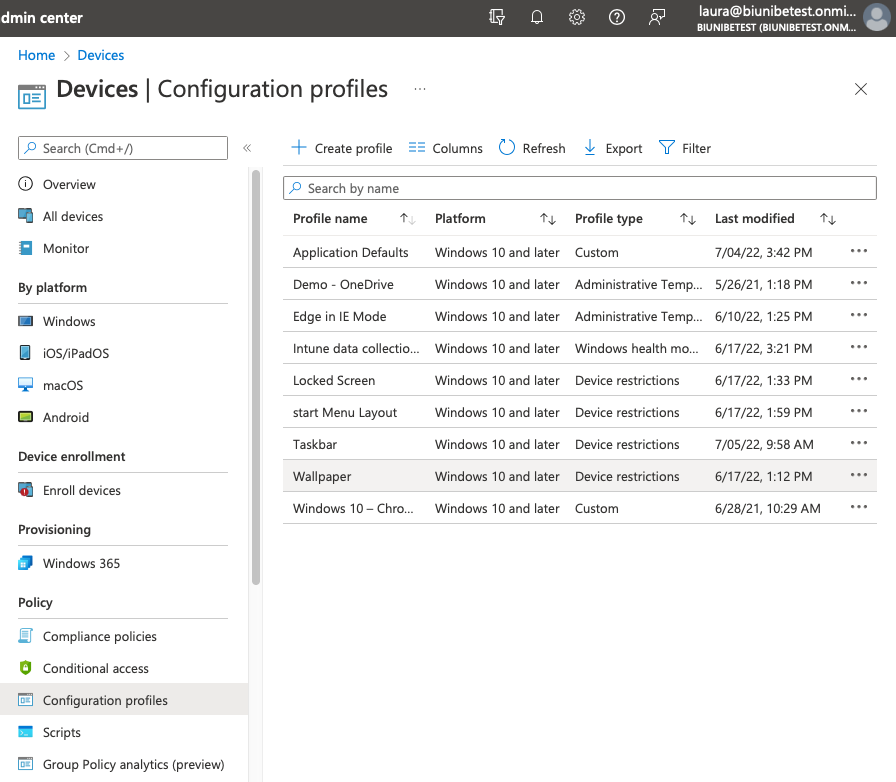 dmin center
laura@biunibetest.onmi...
BIUNIBETEST (BIUNIBETEST.ONM...
Home > Devices
Devices | Configuration profiles ...
Search (Cmd+/)
Overview
All devices
Monitor
By platform
Windows
iOS/iPadOS
macOS
Android
Device enrollment
Enroll devices
Provisioning
Windows 365
Policy
Compliance policies
Conditional access
Configuration profiles
Scripts
Group Policy analytics (preview)
Create profile Columns Refresh Export Filter
Search by name
Profile name Platform Profile type Last modified
Application Defaults Windows 10 and later Custom 7/04/22, 3:42 PM
Demo - OneDrive Windows 10 and later Administrative Temp... 5/26/21, 1:18 PM
Edge in IE Mode Windows 10 and later Administrative Temp... 6/10/22, 1:25 PM
Intune data collectio... Windows 10 and later Windows health mo... 6/17/22, 3:21 PM
Locked Screen Windows 10 and later Device restrictions 6/17/22, 1:33 PM
start Menu Layout Windows 10 and later Device restrictions 6/17/22, 1:59 PM
Taskbar Windows 10 and later Device restrictions 7/05/22, 9:58 AM
Wallpaper Windows 10 and later Device restrictions 6/17/22, 1:12 PM
Windows 10 – Chro... Windows 10 and later Custom 6/28/21, 10:29 AM